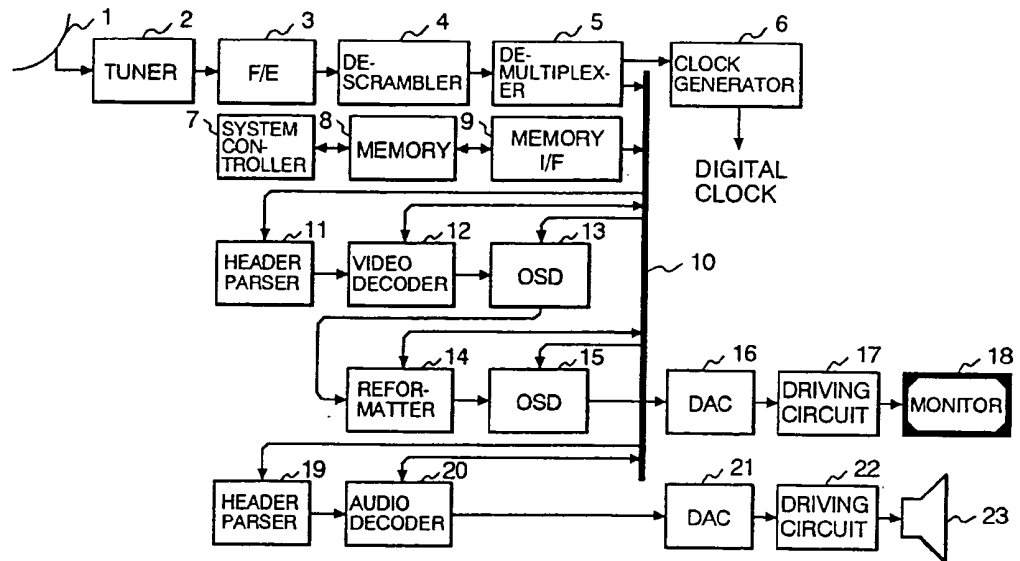 1
2
3
4
5
6
TUNER
F/E
DE-
SCRAMBLER
DE-
MULTIPLEX-
ER
CLOCK
GENERATOR
7
8
9
SYSTEM
CON-
TROLLER
MEMORY
MEMORY
I/F
DIGITAL
CLOCK
10
11
12
13
HEADER
PARSER
VIDEO
DECODER
OSD
14
15
16
17
18
REFOR-
MATTER
OSD
DAC
DRIVING
CIRCUIT
MONITOR
19
20
21
22
23
HEADER
PARSER
AUDIO
DECODER
DAC
DRIVING
CIRCUIT